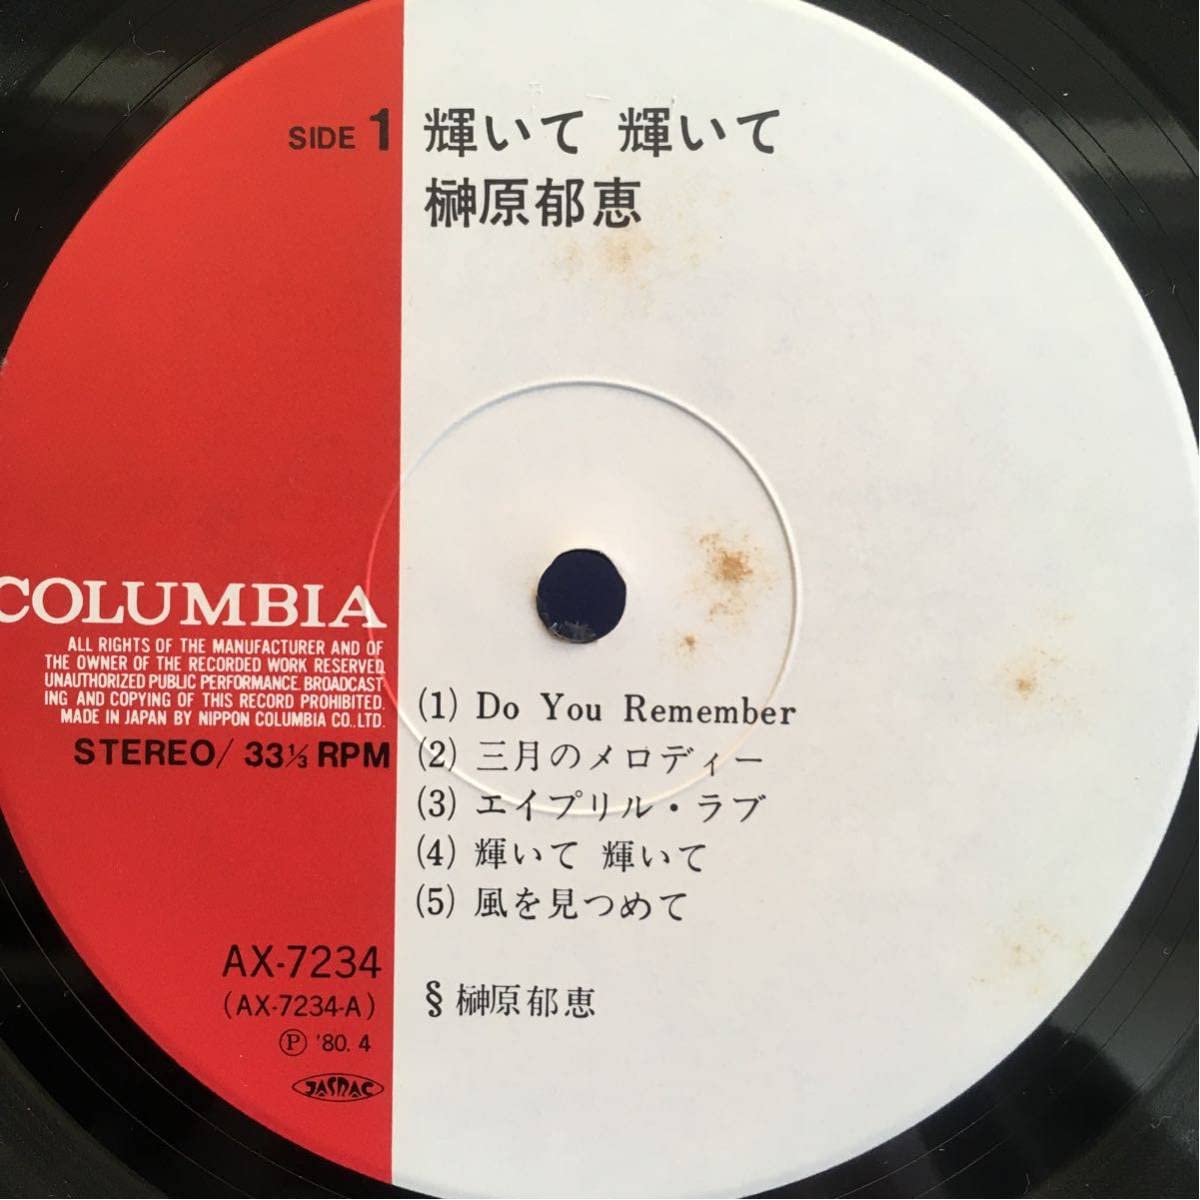 SIDE 1
輝いて 輝いて
榊原郁恵
COLUMBIA
ALL RIGHTS OF THE MANUFACTURER AND OF
THE OWNER OF THE RECORDED WORK RESERVED.
UNAUTHORIZED PUBLIC PERFORMANCE. BROADCAST
ING AND COPYING OF THIS RECORD PROHIBITED.
MADE IN JAPAN BY NIPPON COLUMBIA CO., LTD.
STEREO/ 33⅓ RPM
(1) Do You Remember
(2) 三月のメロディー
(3) エイプリル・ラブ
(4) 輝いて 輝いて
(5) 風を見つめて
§ 榊原郁恵
AX-7234
(AX-7234-A)
Ⓟ '80. 4
JASRAC